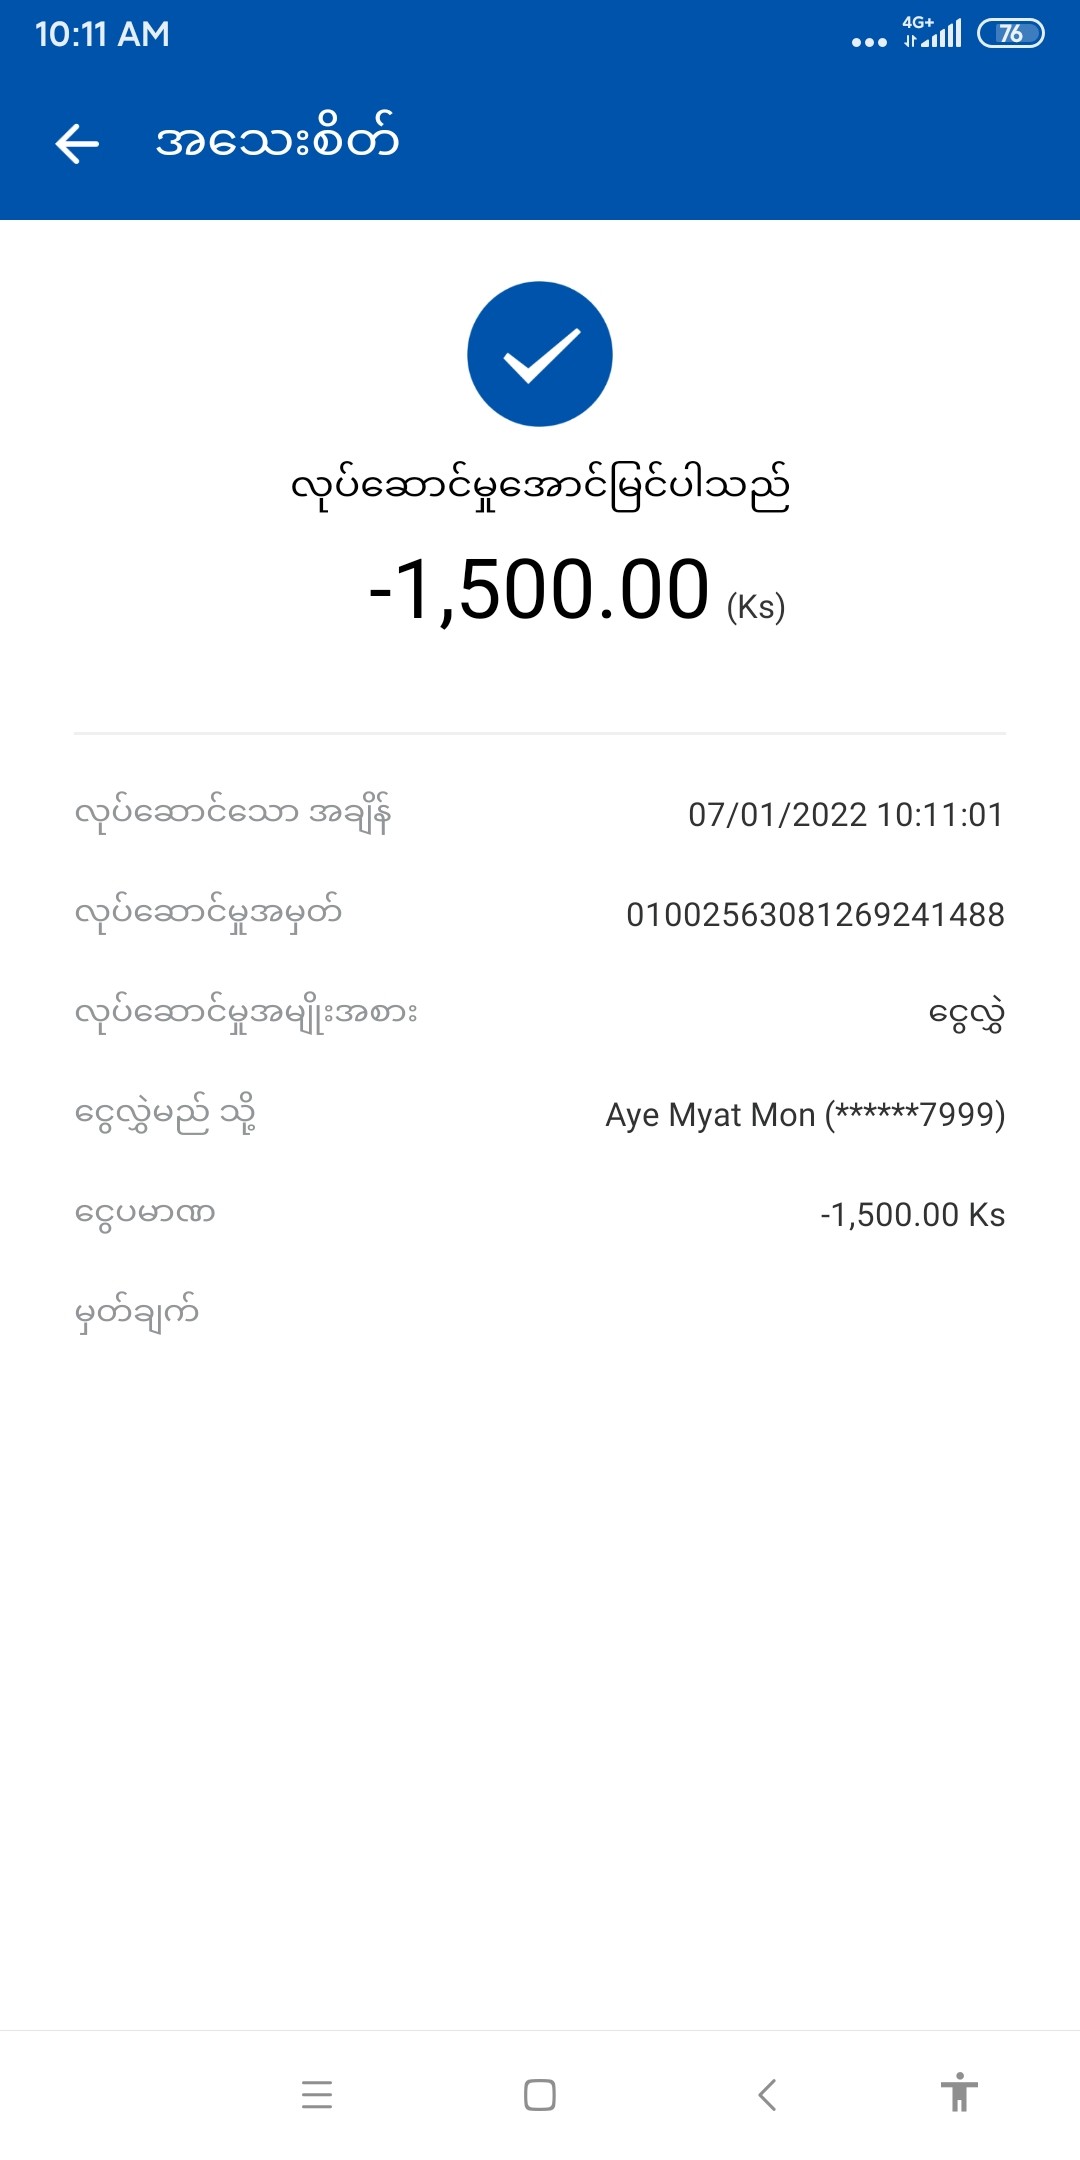 10:11 AM
4G+
76
အသေးစိတ်
လုပ်ဆောင်မှုအောင်မြင်ပါသည်
-1,500.00 (Ks)
လုပ်ဆောင်သော အချိန် 07/01/2022 10:11:01
လုပ်ဆောင်မှုအမှတ် 01002563081269241488
လုပ်ဆောင်မှုအမျိုးအစား ငွေလွှဲ
ငွေလွှဲမည် သို့ Aye Myat Mon (******7999)
ငွေပမာဏ -1,500.00 Ks
မှတ်ချက်